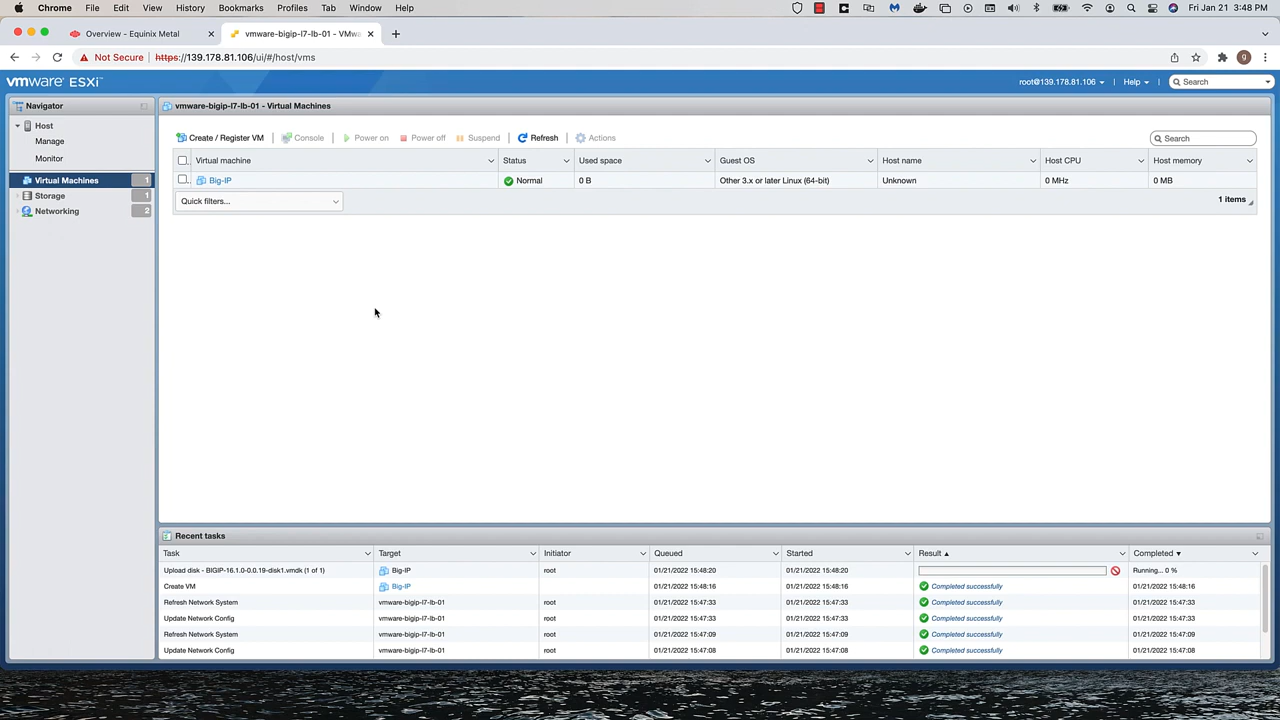 Chrome File Edit View History Bookmarks Profiles Tab Window Help Fri Jan 21 3:48 PM
Overview - Equinix Metal vmware-bigip-l7-lb-01 - VMwa
Not Secure https://139.178.81.106/ui/#/host/vms g
vmware ESXi root@139.178.81.106 Help Search
Navigator vmware-bigip-l7-lb-01 - Virtual Machines
Host
Manage
Monitor
Virtual Machines 1
Storage 1
Networking 2
Create / Register VM Console Power on Power off Suspend Refresh Actions Search
Virtual machine Status Used space Guest OS Host name Host CPU Host memory
Big-IP Normal 0 B Other 3.x or later Linux (64-bit) Unknown 0 MHz 0 MB
Quick filters... 1 items
Recent tasks
Task Target Initiator Queued Started Result Completed
Upload disk - BIGIP-16.1.0-0.0.19-disk1.vmdk (1 of 1) Big-IP root 01/21/2022 15:48:20 01/21/2022 15:48:20 Running... 0 %
Create VM Big-IP root 01/21/2022 15:48:16 01/21/2022 15:48:16 Completed successfully 01/21/2022 15:48:16
Refresh Network System vmware-bigip-l7-lb-01 root 01/21/2022 15:47:33 01/21/2022 15:47:33 Completed successfully 01/21/2022 15:47:33
Update Network Config vmware-bigip-l7-lb-01 root 01/21/2022 15:47:33 01/21/2022 15:47:33 Completed successfully 01/21/2022 15:47:33
Refresh Network System vmware-bigip-l7-lb-01 root 01/21/2022 15:47:09 01/21/2022 15:47:09 Completed successfully 01/21/2022 15:47:09
Update Network Config vmware-bigip-l7-lb-01 root 01/21/2022 15:47:08 01/21/2022 15:47:08 Completed successfully 01/21/2022 15:47:08